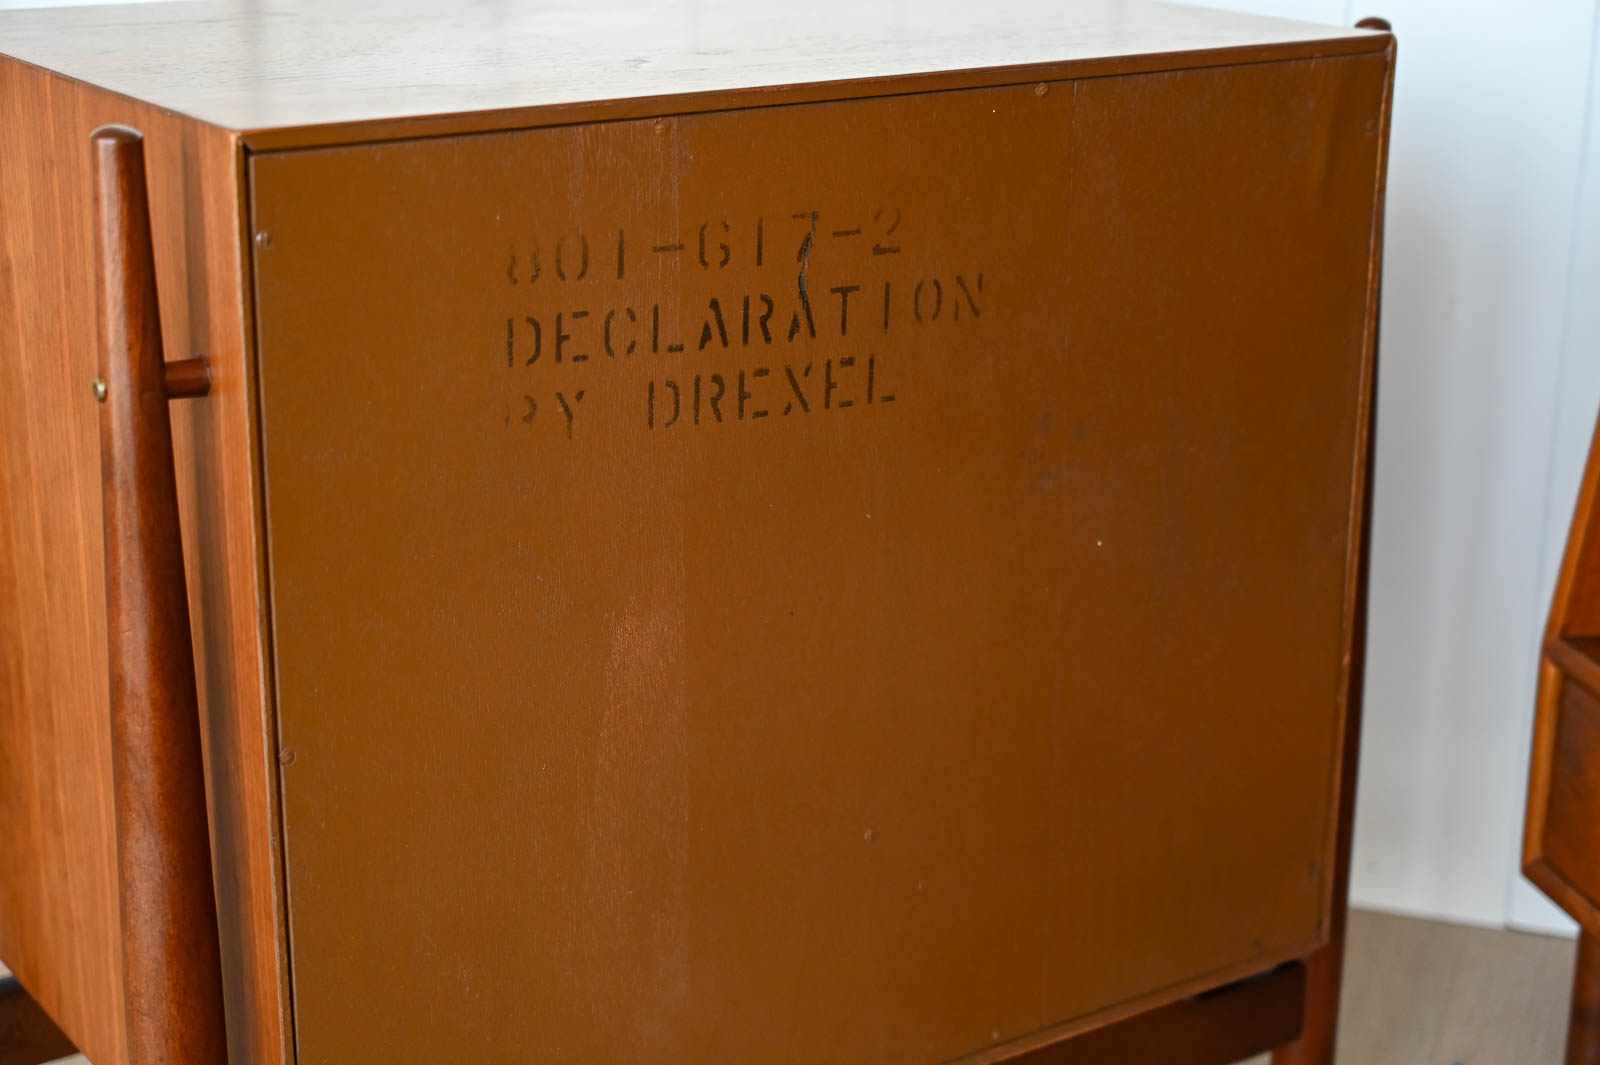 801-617-2
DECLARATION
BY DREXEL